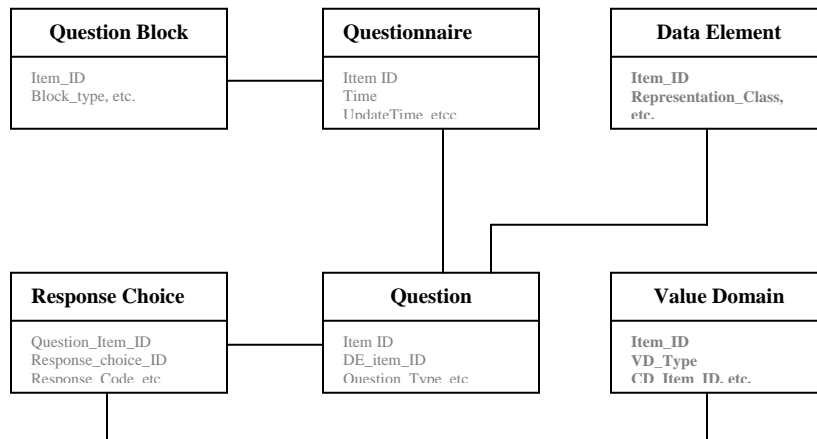 Question Block
Item_ID
Block_type, etc.
Questionnaire
Ittem ID
Time
UpdateTime etcc
Data Element
Item_ID
Representation_Class,
etc.
Response Choice
Question_Item_ID
Response_choice_ID
Response_Code, etc
Question
Item ID
DE_item_ID
Question_Type, etc
Value Domain
Item_ID
VD_Type
CD_Item_ID, etc.